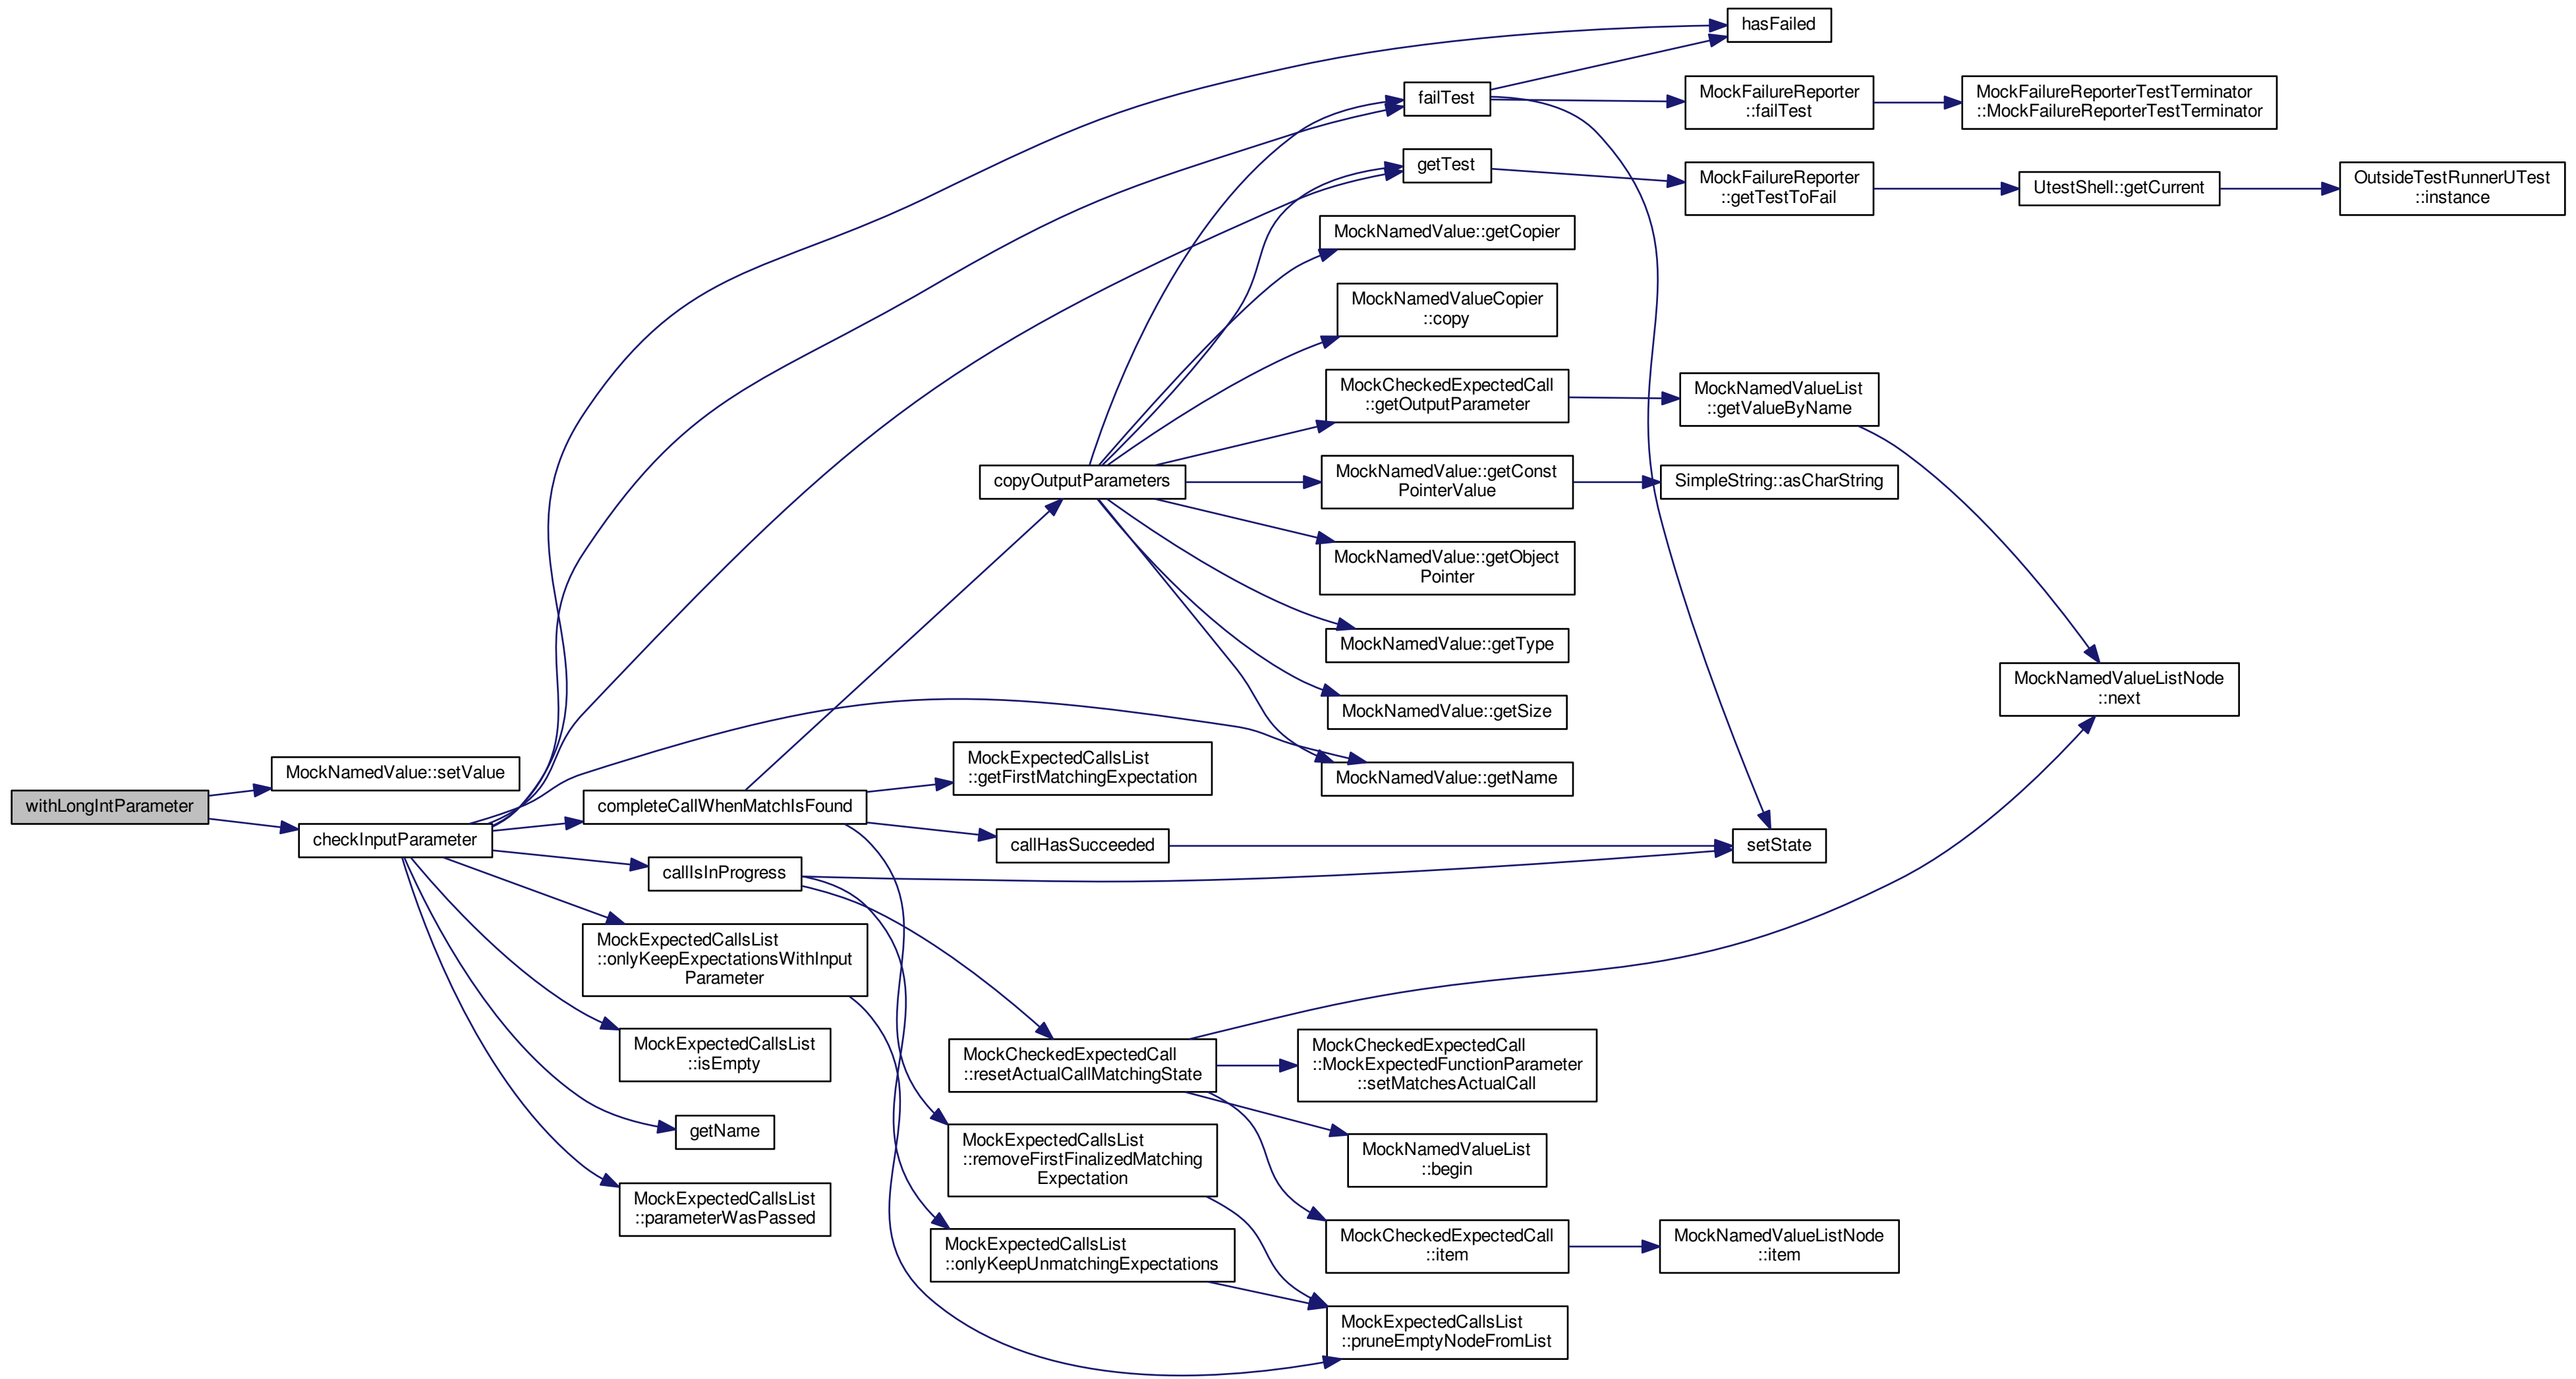 hasFailed
failTest
MockFailureReporter
::failTest
MockFailureReporterTestTerminator
::MockFailureReporterTestTerminator
getTest
MockFailureReporter
::getTestToFail
UtestShell::getCurrent
OutsideTestRunnerUTest
::instance
MockNamedValue::getCopier
MockNamedValueCopier
::copy
MockCheckedExpectedCall
::getOutputParameter
MockNamedValueList
::getValueByName
copyOutputParameters
MockNamedValue::getConst
PointerValue
SimpleString::asCharString
MockNamedValue::getObject
Pointer
MockNamedValue::getType
MockNamedValueListNode
::next
MockNamedValue::getSize
MockNamedValue::setValue
MockExpectedCallsList
::getFirstMatchingExpectation
MockNamedValue::getName
withLongIntParameter
completeCallWhenMatchIsFound
checkInputParameter
callHasSucceeded
setState
callIsInProgress
MockExpectedCallsList
::onlyKeepExpectationsWithInput
Parameter
MockExpectedCallsList
::isEmpty
MockCheckedExpectedCall
::resetActualCallMatchingState
MockCheckedExpectedCall
::MockExpectedFunctionParameter
::setMatchesActualCall
getName
MockExpectedCallsList
::removeFirstFinalizedMatching
Expectation
MockNamedValueList
::begin
MockExpectedCallsList
::parameterWasPassed
MockExpectedCallsList
::onlyKeepUnmatchingExpectations
MockCheckedExpectedCall
::item
MockNamedValueListNode
::item
MockExpectedCallsList
::pruneEmptyNodeFromList